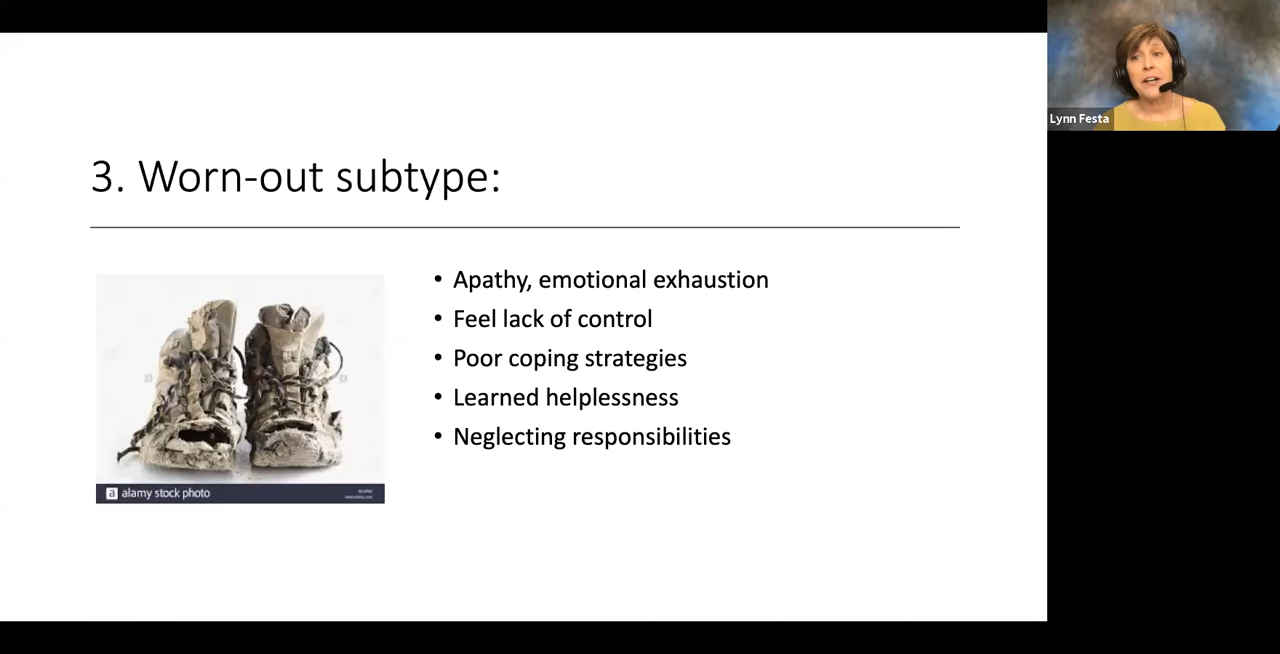 Lynn Festa
3. Worn-out subtype:
• Apathy, emotional exhaustion
• Feel lack of control
• Poor coping strategies
• Learned helplessness
• Neglecting responsibilities
a alamy stock photo